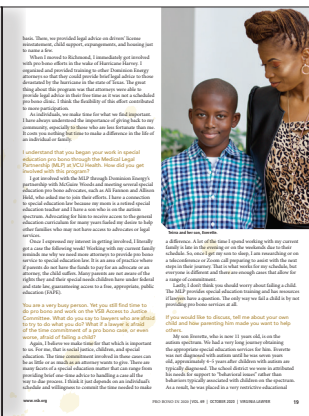 basis. There, we provided legal advice on drivers' license
reinstatement, child support, expungements, and housing just
to name a few.
When I moved to Richmond, I immediately got involved
with pro bono efforts in the wake of Hurricane Harvey. I
organized and provided training to other Dominion Energy
attorneys so that they could provide brief legal advice to those
devastated by the hurricane in the state of Texas. The great
thing about this program was that attorneys were able to
provide legal advice in their free time as it was not a scheduled
pro bono clinic. I think the flexibility of this effort contributed
to more participation.
As individuals, we make time for what we find important.
I have always understood the importance of giving back to my
community, especially to those who are less fortunate than me.
It costs you nothing but time to make a difference in the life of
an individual or family.
I understand that you began your work in special
education pro bono through the Medical Legal
Partnership (MLP) at VCU Health. How did you get
involved with this program?
I got involved with the MLP through Dominion Energy's
partnership with McGuire Woods and meeting several special
education pro bono advocates, such as Ali Fannon and Allison
Held, who asked me to join their efforts. I have a connection
to special education law because my mom is a retired special
education teacher and I have a son who is on the autism
spectrum. Advocating for him to receive access to the general
education curriculum for many years fueled my desire to help
other families who may not have access to advocates or legal
services.
Once I expressed my interest in getting involved, I literally
got a case the following week! Working with my current family
reminds me why we need more attorneys to provide pro bono
service to special education law. It is an area of practice where
if parents do not have the funds to pay for an advocate or an
attorney, the child suffers. Many parents are not aware of the
rights they and their special needs children have under federal
and state law, guaranteeing access to a free, appropriate, public
education (FAPE).
You are a very busy person. Yet you still find time to
do pro bono and work on the VSB Access to Justice
Committee. What do you say to lawyers who are afraid
to try to do what you do? What if a lawyer is afraid
of the time commitment of a pro bono case, or even
worse, afraid of failing a child?
Again, I believe we make time for that which is important
to us. For me, that is social justice, children, and special
education. The time commitment involved in these cases can
be as little or as much as an attorney wants to give. There are
many facets of a special education matter that can range from
providing brief one-time advice to handling a case all the
way to due process. I think it just depends on an individual's
schedule and willingness to commit the time needed to make
Trinea and her son, Everette.
a difference. A lot of the time I spend working with my current
family is late in the evening or on the weekends due to their
schedule. So, once I get my son to sleep, I am researching or on
a teleconference or Zoom call preparing to assist with the next
steps in their journey. That is what works for my schedule, but
everyone is different and there are enough cases that allow for
a range of commitment.
Lastly, I don't think you should worry about failing a child.
The MLP provides special education training and has resources
if lawyers have a question. The only way we fail a child is by not
providing pro bono services at all.
If you would like to discuss, tell me about your own
child and how parenting him made you want to help
others.
My son Everette, who is now 11 years old, is on the
autism spectrum. We had a very long journey obtaining
the appropriate special education services for him. Everette
was not diagnosed with autism until he was seven years
old, approximately 4–5 years after children with autism are
typically diagnosed. The school district we were in attributed
his needs for support to "behavioral issues" rather than
behaviors typically associated with children on the spectrum.
As a result, he was placed in a very restrictive educational
www.vsb.org
PRO BONO IN 2020 | VOL. 69 | OCTOBER 2020 | VIRGINIA LAWYER 19